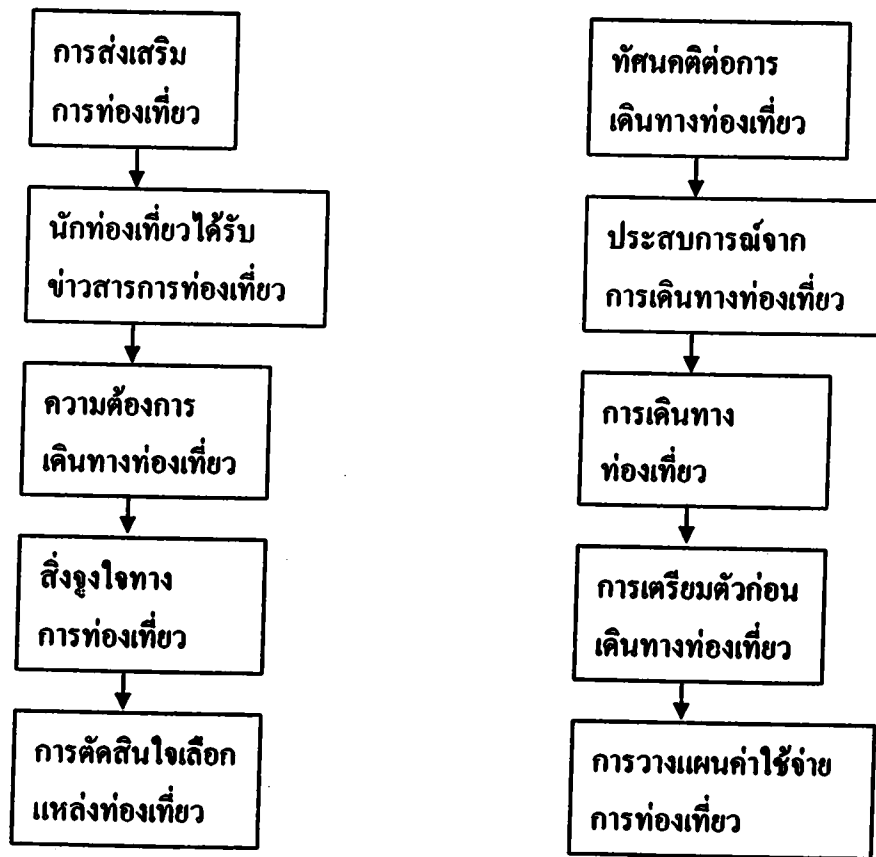 การส่งเสริม
การท่องเที่ยว
นักท่องเที่ยวได้รับ
ข่าวสารการท่องเที่ยว
ความต้องการ
เดินทางท่องเที่ยว
สิ่งจูงใจทาง
การท่องเที่ยว
การตัดสินใจเลือก
แหล่งท่องเที่ยว
ทัศนคติต่อการ
เดินทางท่องเที่ยว
ประสบการณ์จาก
การเดินทางท่องเที่ยว
การเดินทาง
ท่องเที่ยว
การเตรียมตัวก่อน
เดินทางท่องเที่ยว
การวางแผนค่าใช้จ่าย
การท่องเที่ยว